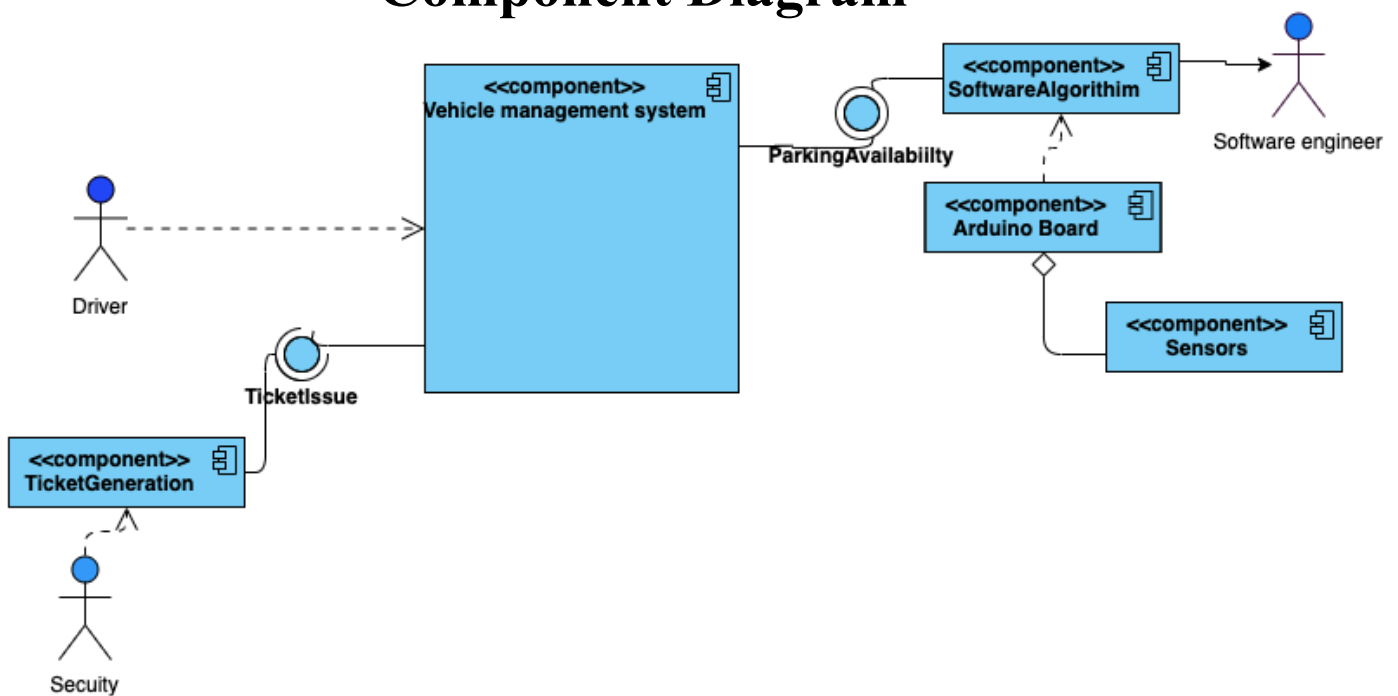 Component Diagram
<<component>>
Vehicle management system
<<component>>
SoftwareAlgorithim
Software engineer
ParkingAvailabiilty
<<component>>
Arduino Board
Driver
<<component>>
Sensors
TicketIssue
<<component>>
TicketGeneration
Secuity